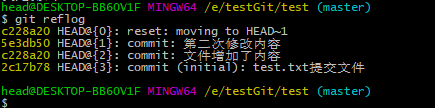 head@DESKTOP-BB6OV1F MINGW64 /e/testGit/test (master)
$ git reflog
c228a20 HEAD@{0}: reset: moving to HEAD~1
5e3db50 HEAD@{1}: commit: 第二次修改内容
c228a20 HEAD@{2}: commit: 文件增加了内容
2c17b78 HEAD@{3}: commit (initial): test.txt提交文件
head@DESKTOP-BB6OV1F MINGW64 /e/testGit/test (master)
$